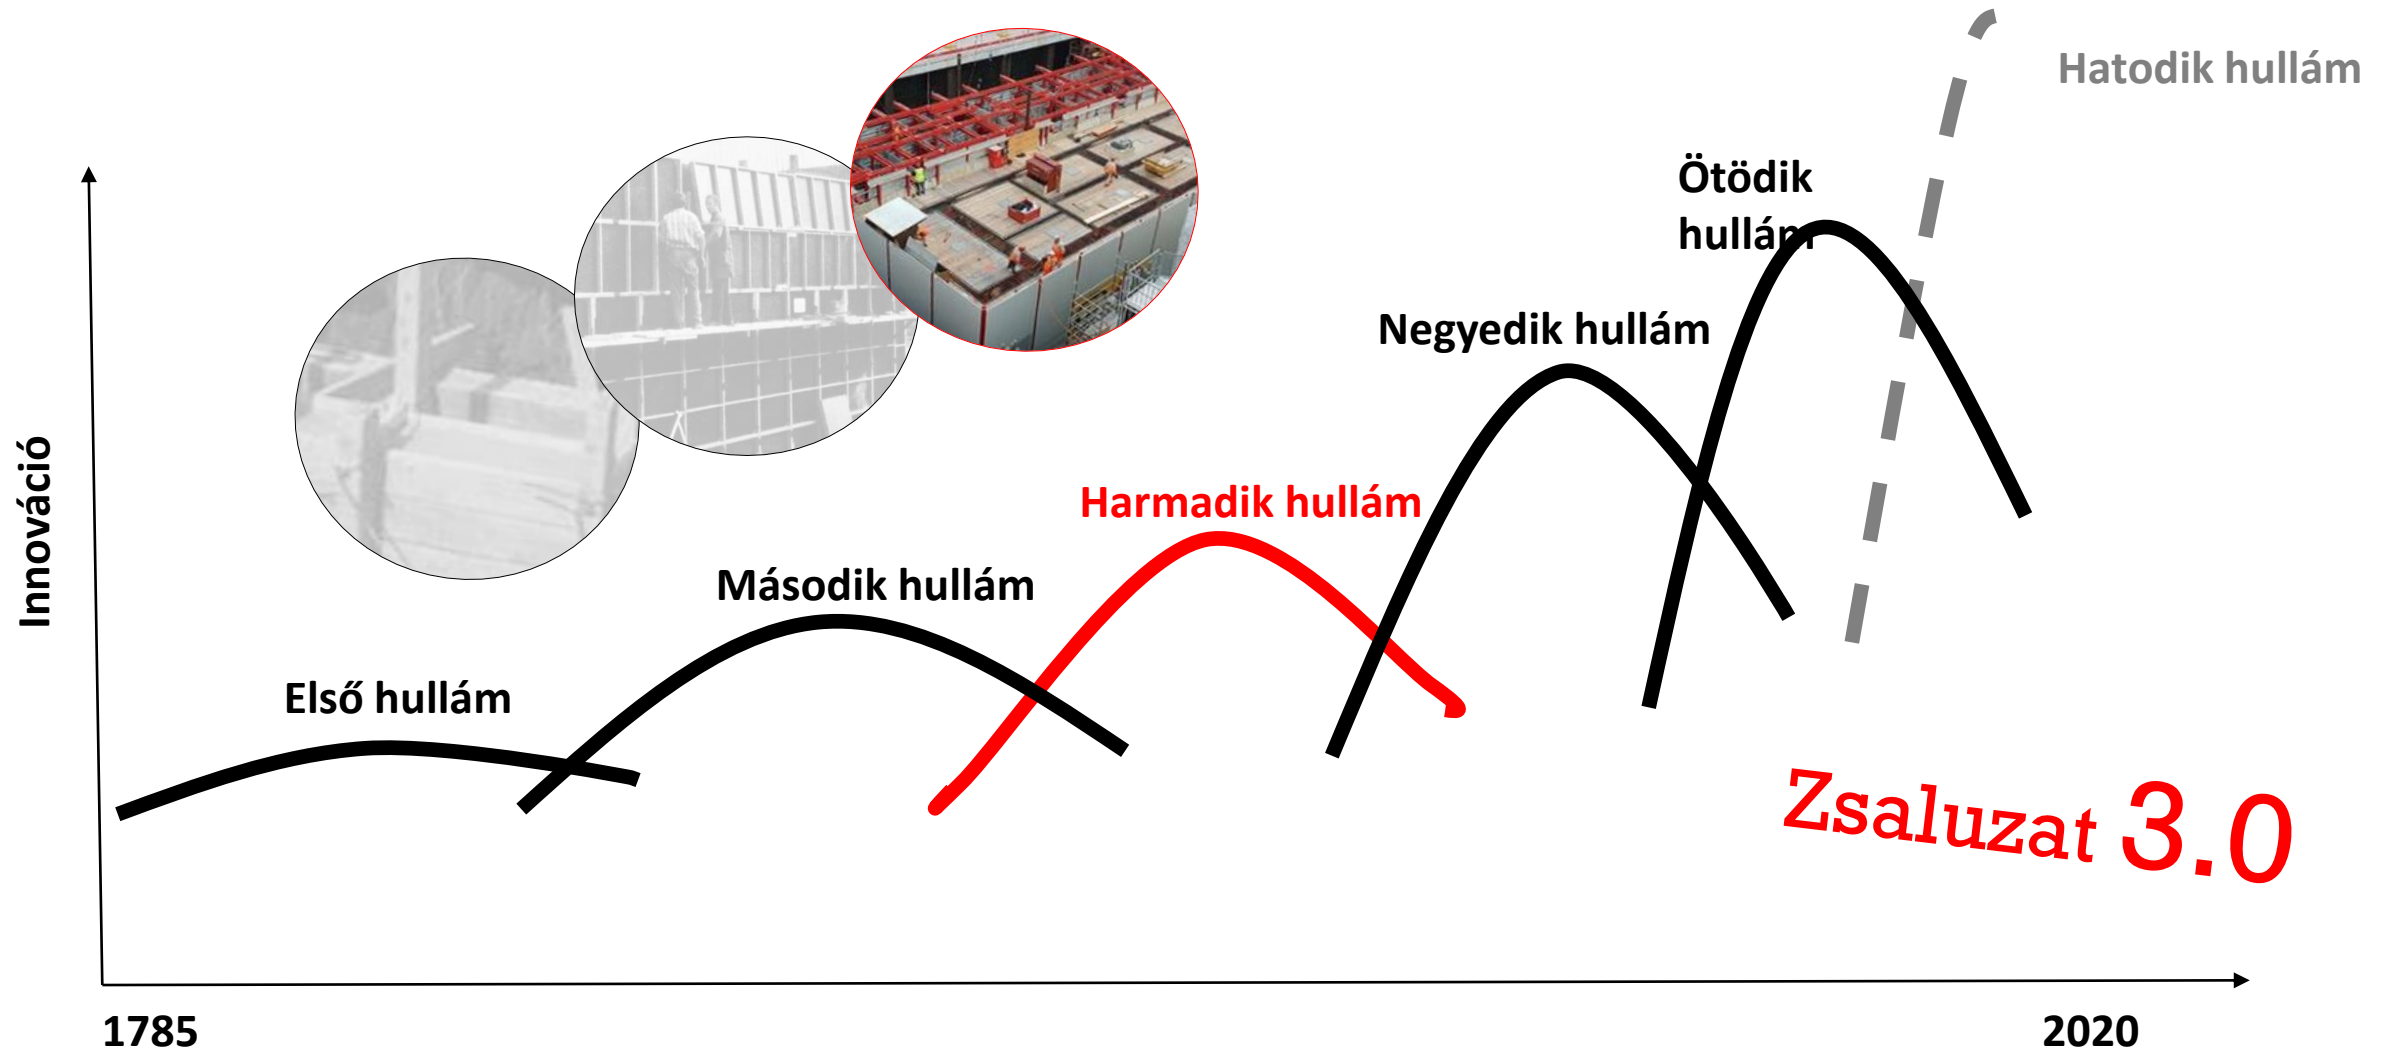 Hatodik hullám
Ötödik
hullám
Negyedik hullám
Harmadik hullám
Második hullám
Első hullám
Innováció
Zsaluzat 3.0
1785
2020